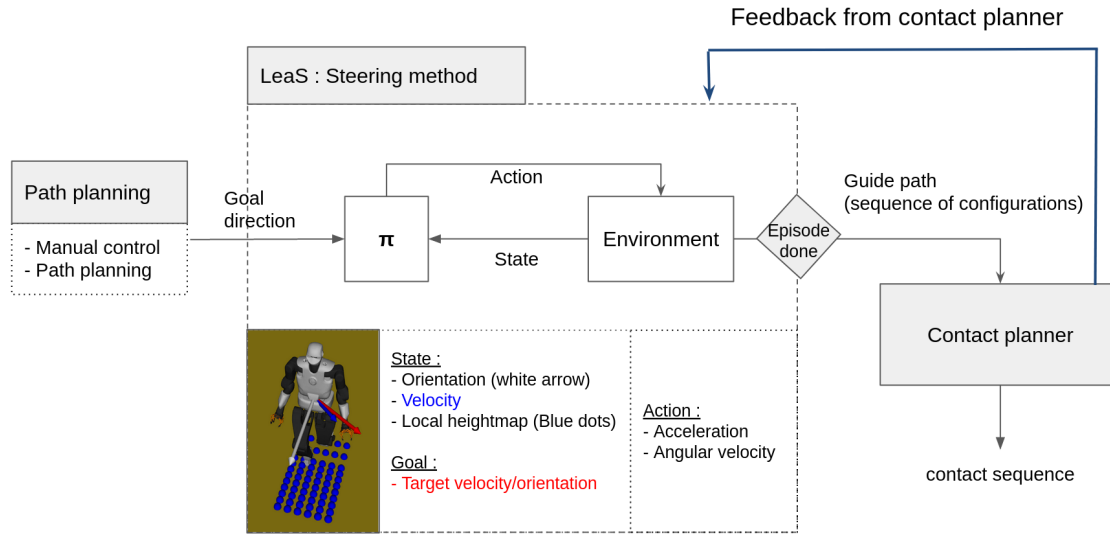 Feedback from contact planner
LeaS : Steering method
Path planning
- Manual control
- Path planning
Goal
direction
Action
π
State
Environment
Episode
done
Guide path
(sequence of configurations)
Contact planner
contact sequence
State :
- Orientation (white arrow)
- Velocity
- Local heightmap (Blue dots)
Goal :
- Target velocity/orientation
Action :
- Acceleration
- Angular velocity